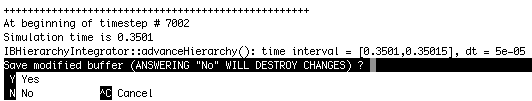 ++++++++++++++++++++++++++++++++++++++++++++++++++
At beginning of timestep # 7002
Simulation time is 0.3501
IBHierarchyIntegrator::advanceHierarchy(): time interval = [0.3501,0.35015], dt = 5e-05
Save modified buffer (ANSWERING "No" WILL DESTROY CHANGES) ?
Y Yes
N No ^C Cancel